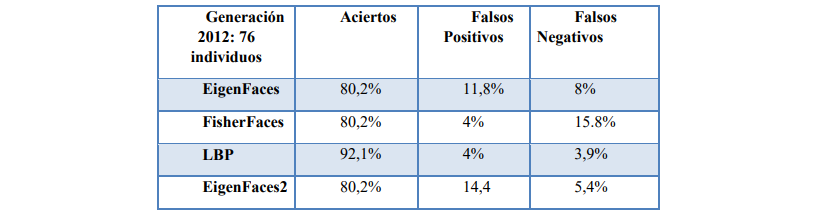 Generación Aciertos Falsos Falsos
2012: 76 Positivos Negativos
individuos
EigenFaces 80,2% 11,8% 8%
FisherFaces 80,2% 4% 15.8%
LBP 92,1% 4% 3,9%
EigenFaces2 80,2% 14,4 5,4%